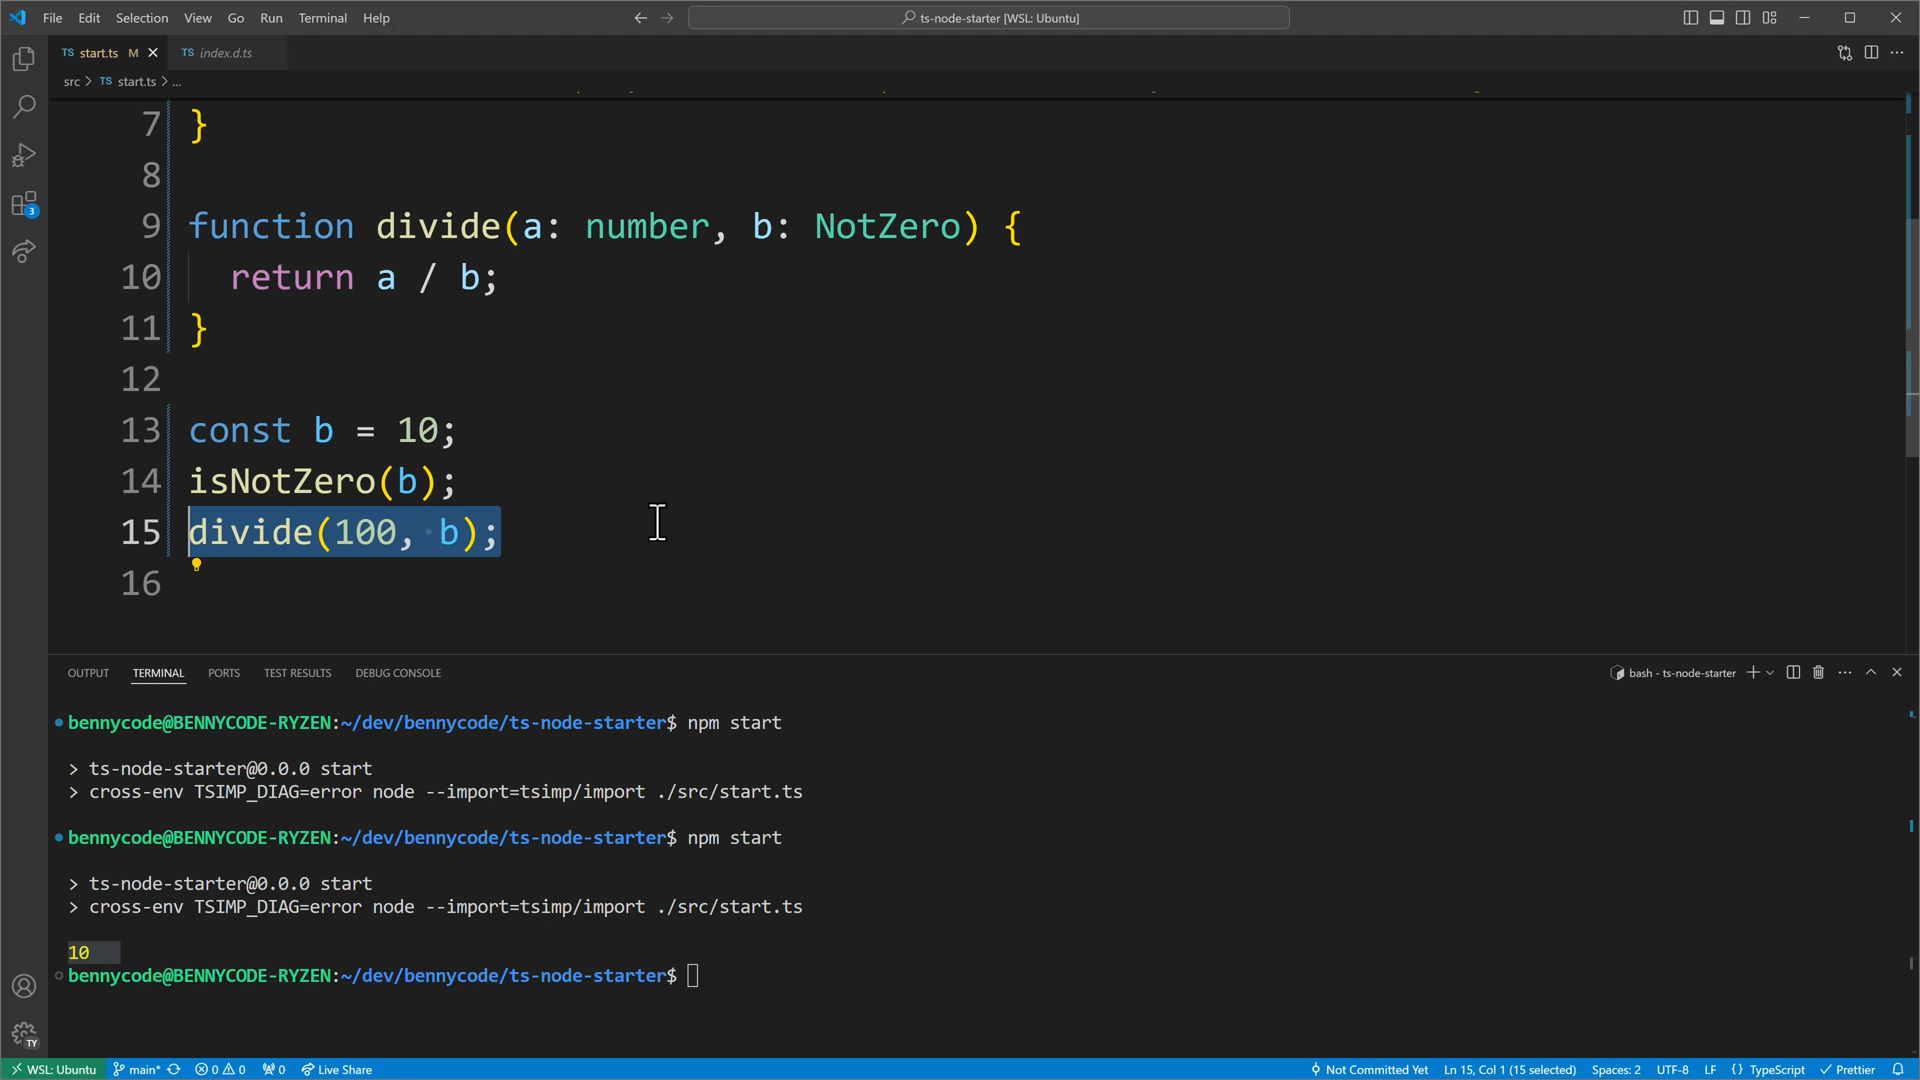 File Edit Selection View Go Run Terminal Help
ts-node-starter [WSL: Ubuntu]
TS start.ts M
TS index.d.ts
src > TS start.ts > ...
7 }
8
9 function divide(a: number, b: NotZero) {
10 return a / b;
11 }
12
13 const b = 10;
14 isNotZero(b);
15 divide(100, b);
16
3
OUTPUT TERMINAL PORTS TEST RESULTS DEBUG CONSOLE
bash - ts-node-starter
bennycode@BENNYCODE-RYZEN:~/dev/bennycode/ts-node-starter$ npm start
> ts-node-starter@0.0.0 start
> cross-env TSIMP_DIAG=error node --import=tsimp/import ./src/start.ts
bennycode@BENNYCODE-RYZEN:~/dev/bennycode/ts-node-starter$ npm start
> ts-node-starter@0.0.0 start
> cross-env TSIMP_DIAG=error node --import=tsimp/import ./src/start.ts
10
bennycode@BENNYCODE-RYZEN:~/dev/bennycode/ts-node-starter$
TY
WSL: Ubuntu main* 0 0 0 Live Share
Not Committed Yet Ln 15, Col 1 (15 selected) Spaces: 2 UTF-8 LF {} TypeScript Prettier